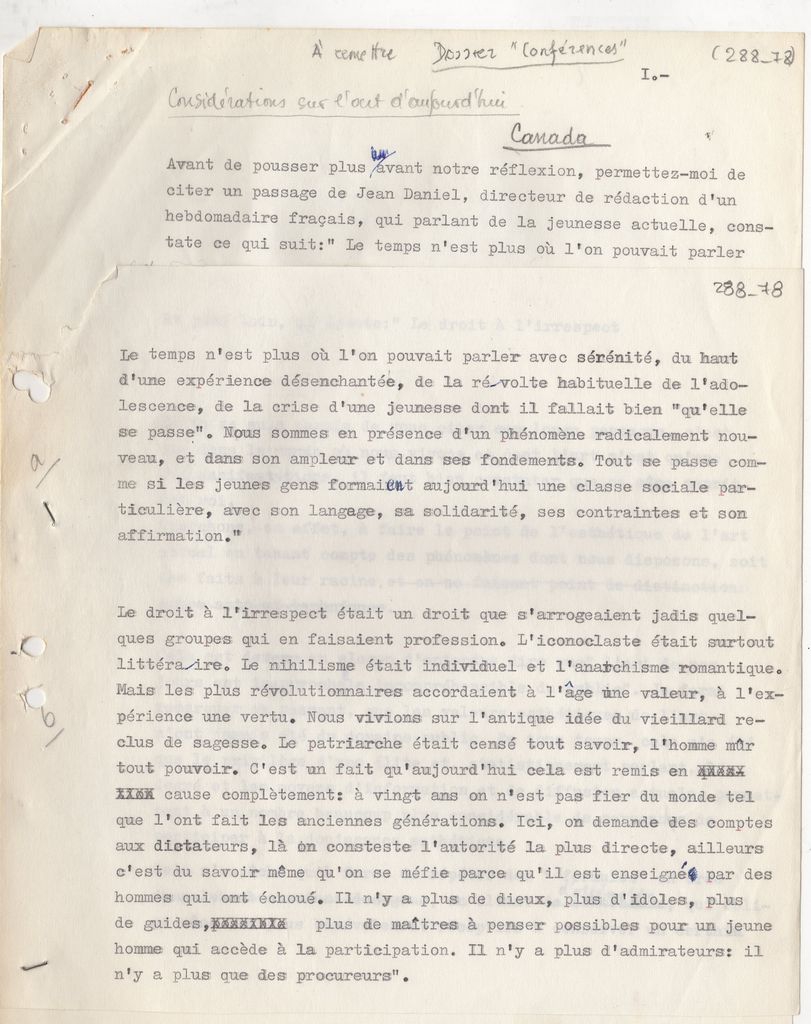 À remettre Dossier "Conférences" (288-78)
I.-
Considérations sur l'art d'aujourd'hui
Canada
Avant de pousser plus avant notre réflexion, permettez-moi de
citer un passage de Jean Daniel, directeur de rédaction d'un
hebdomadaire fraçais, qui parlant de la jeunesse actuelle, cons-
tate ce qui suit:" Le temps n'est plus où l'on pouvait parler
288-78
Le temps n'est plus où l'on pouvait parler avec sérénité, du haut
d'une expérience désenchantée, de la révolte habituelle de l'ado-
lescence, de la crise d'une jeunesse dont il fallait bien "qu'elle
se passe". Nous sommes en présence d'un phénomène radicalement nou-
veau, et dans son ampleur et dans ses fondements. Tout se passe com-
me si les jeunes gens formaient aujourd'hui une classe sociale par-
a/
ticulière, avec son langage, sa solidarité, ses contraintes et son
affirmation."
Le droit à l'irrespect était un droit que s'arrogeaient jadis quel-
ques groupes qui en faisaient profession. L'iconoclaste était surtout
littéraire. Le nihilisme était individuel et l'anarchisme romantique.
Mais les plus révolutionnaires accordaient à l'âge une valeur, à l'ex-
b/
périence une vertu. Nous vivions sur l'antique idée du vieillard re-
clus de sagesse. Le patriarche était censé tout savoir, l'homme mûr
tout pouvoir. C'est un fait qu'aujourd'hui cela est remis en xxxxx
xxxx cause complètement: à vingt ans on n'est pas fier du monde tel
que l'ont fait les anciennes générations. Ici, on demande des comptes
aux dictateurs, là on consteste l'autorité la plus directe, ailleurs
c'est du savoir même qu'on se méfie parce qu'il est enseigné par des
hommes qui ont échoué. Il n'y a plus de dieux, plus d'idoles, plus
de guides,xxxxxxxx plus de maîtres à penser possibles pour un jeune
homme qui accède à la participation. Il n'y a plus d'admirateurs: il
n'y a plus que des procureurs".